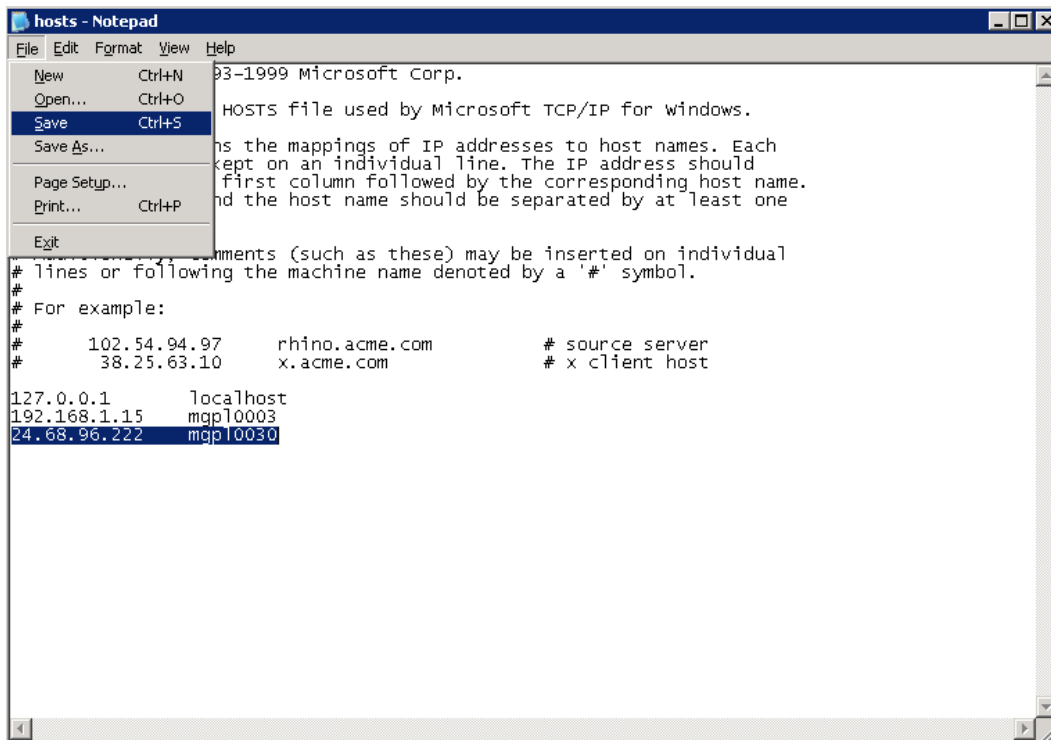 hosts - Notepad
File Edit Format View Help
New Ctrl+N
Open... Ctrl+O
Save Ctrl+S
Save As...
Page Setup...
Print... Ctrl+P
Exit
93-1999 Microsoft Corp.
HOSTS file used by Microsoft TCP/IP for Windows.
ns the mappings of IP addresses to host names. Each
kept on an individual line. The IP address should
first column followed by the corresponding host name.
nd the host name should be separated by at least one
(such as these) may be inserted on individual
# lines or following the machine name denoted by a '#' symbol.
#
# For example:
#
# 102.54.94.97 rhino.acme.com # source server
# 38.25.63.10 x.acme.com # x client host
127.0.0.1 localhost
192.168.1.15 mgpl0003
24.68.96.222 mgpl0030